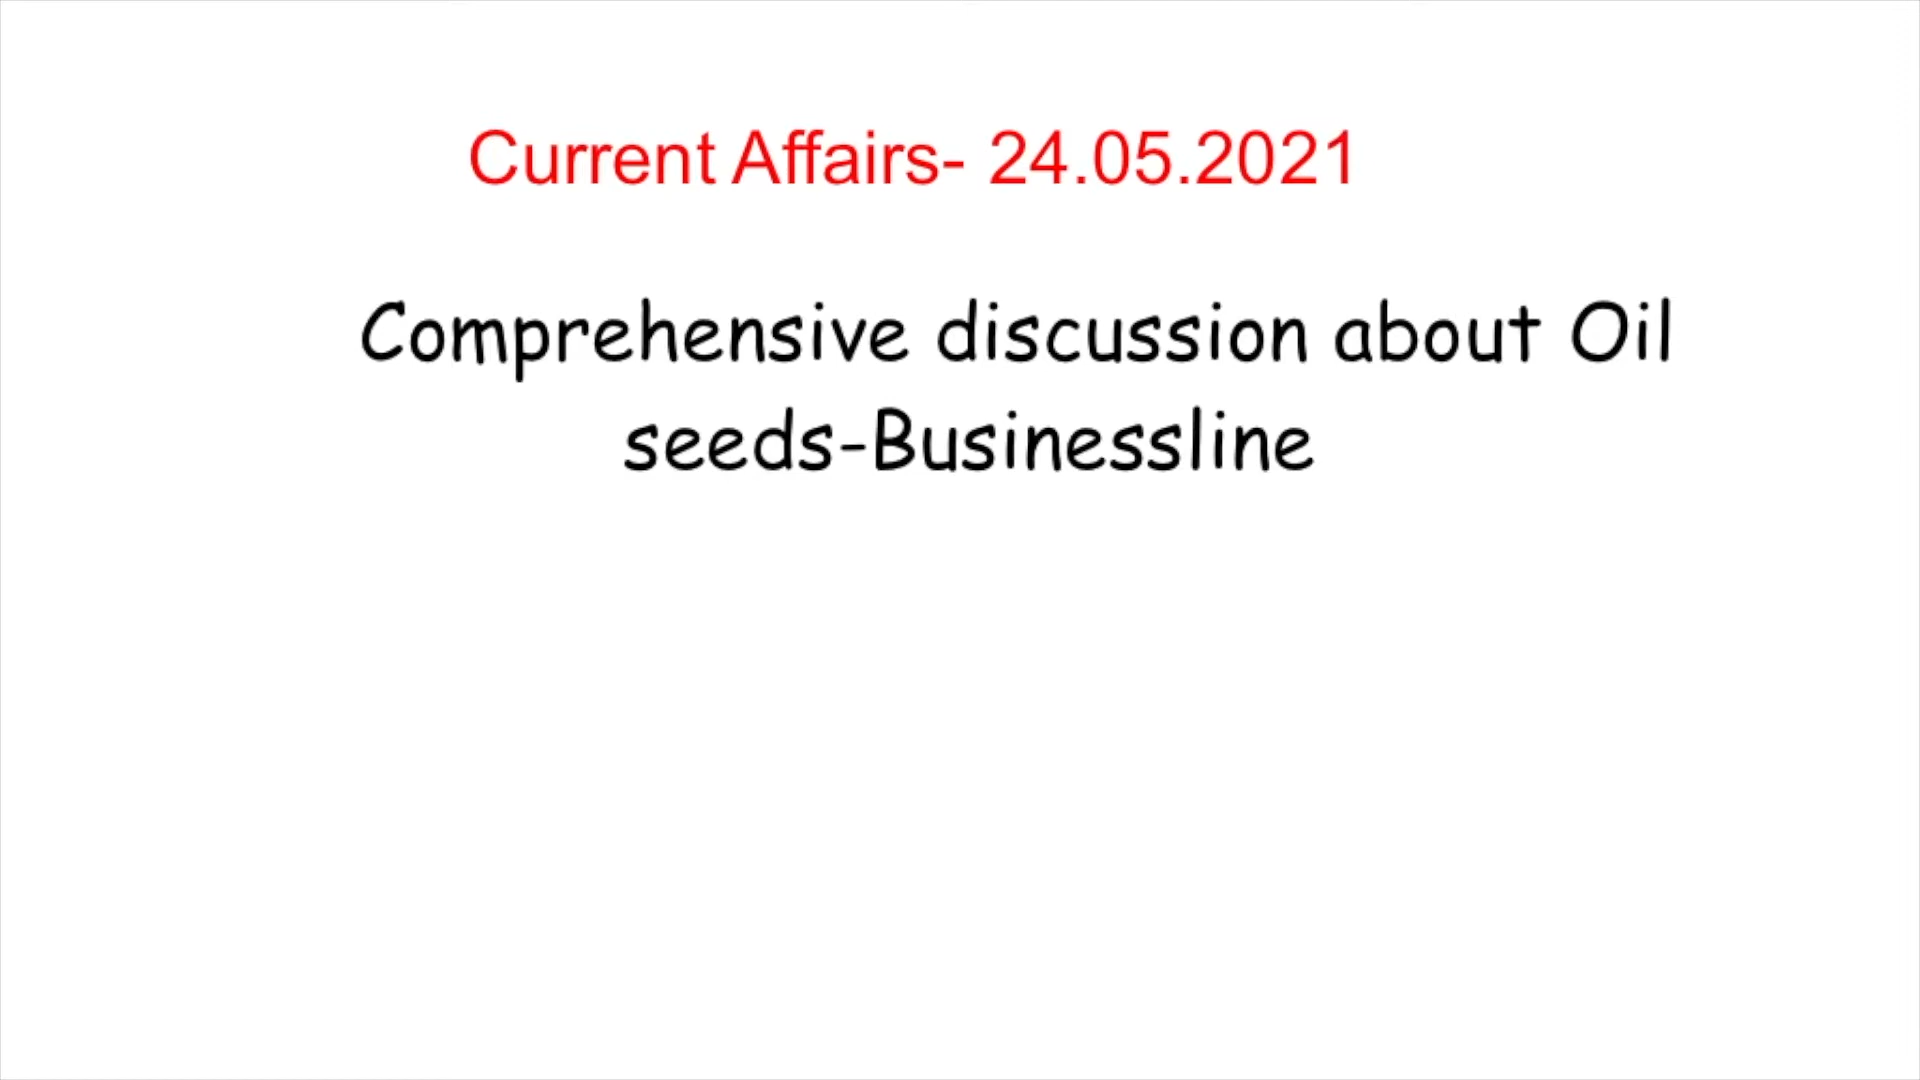 Current Affairs- 24.05.2021
Comprehensive discussion about Oil
seeds-Businessline